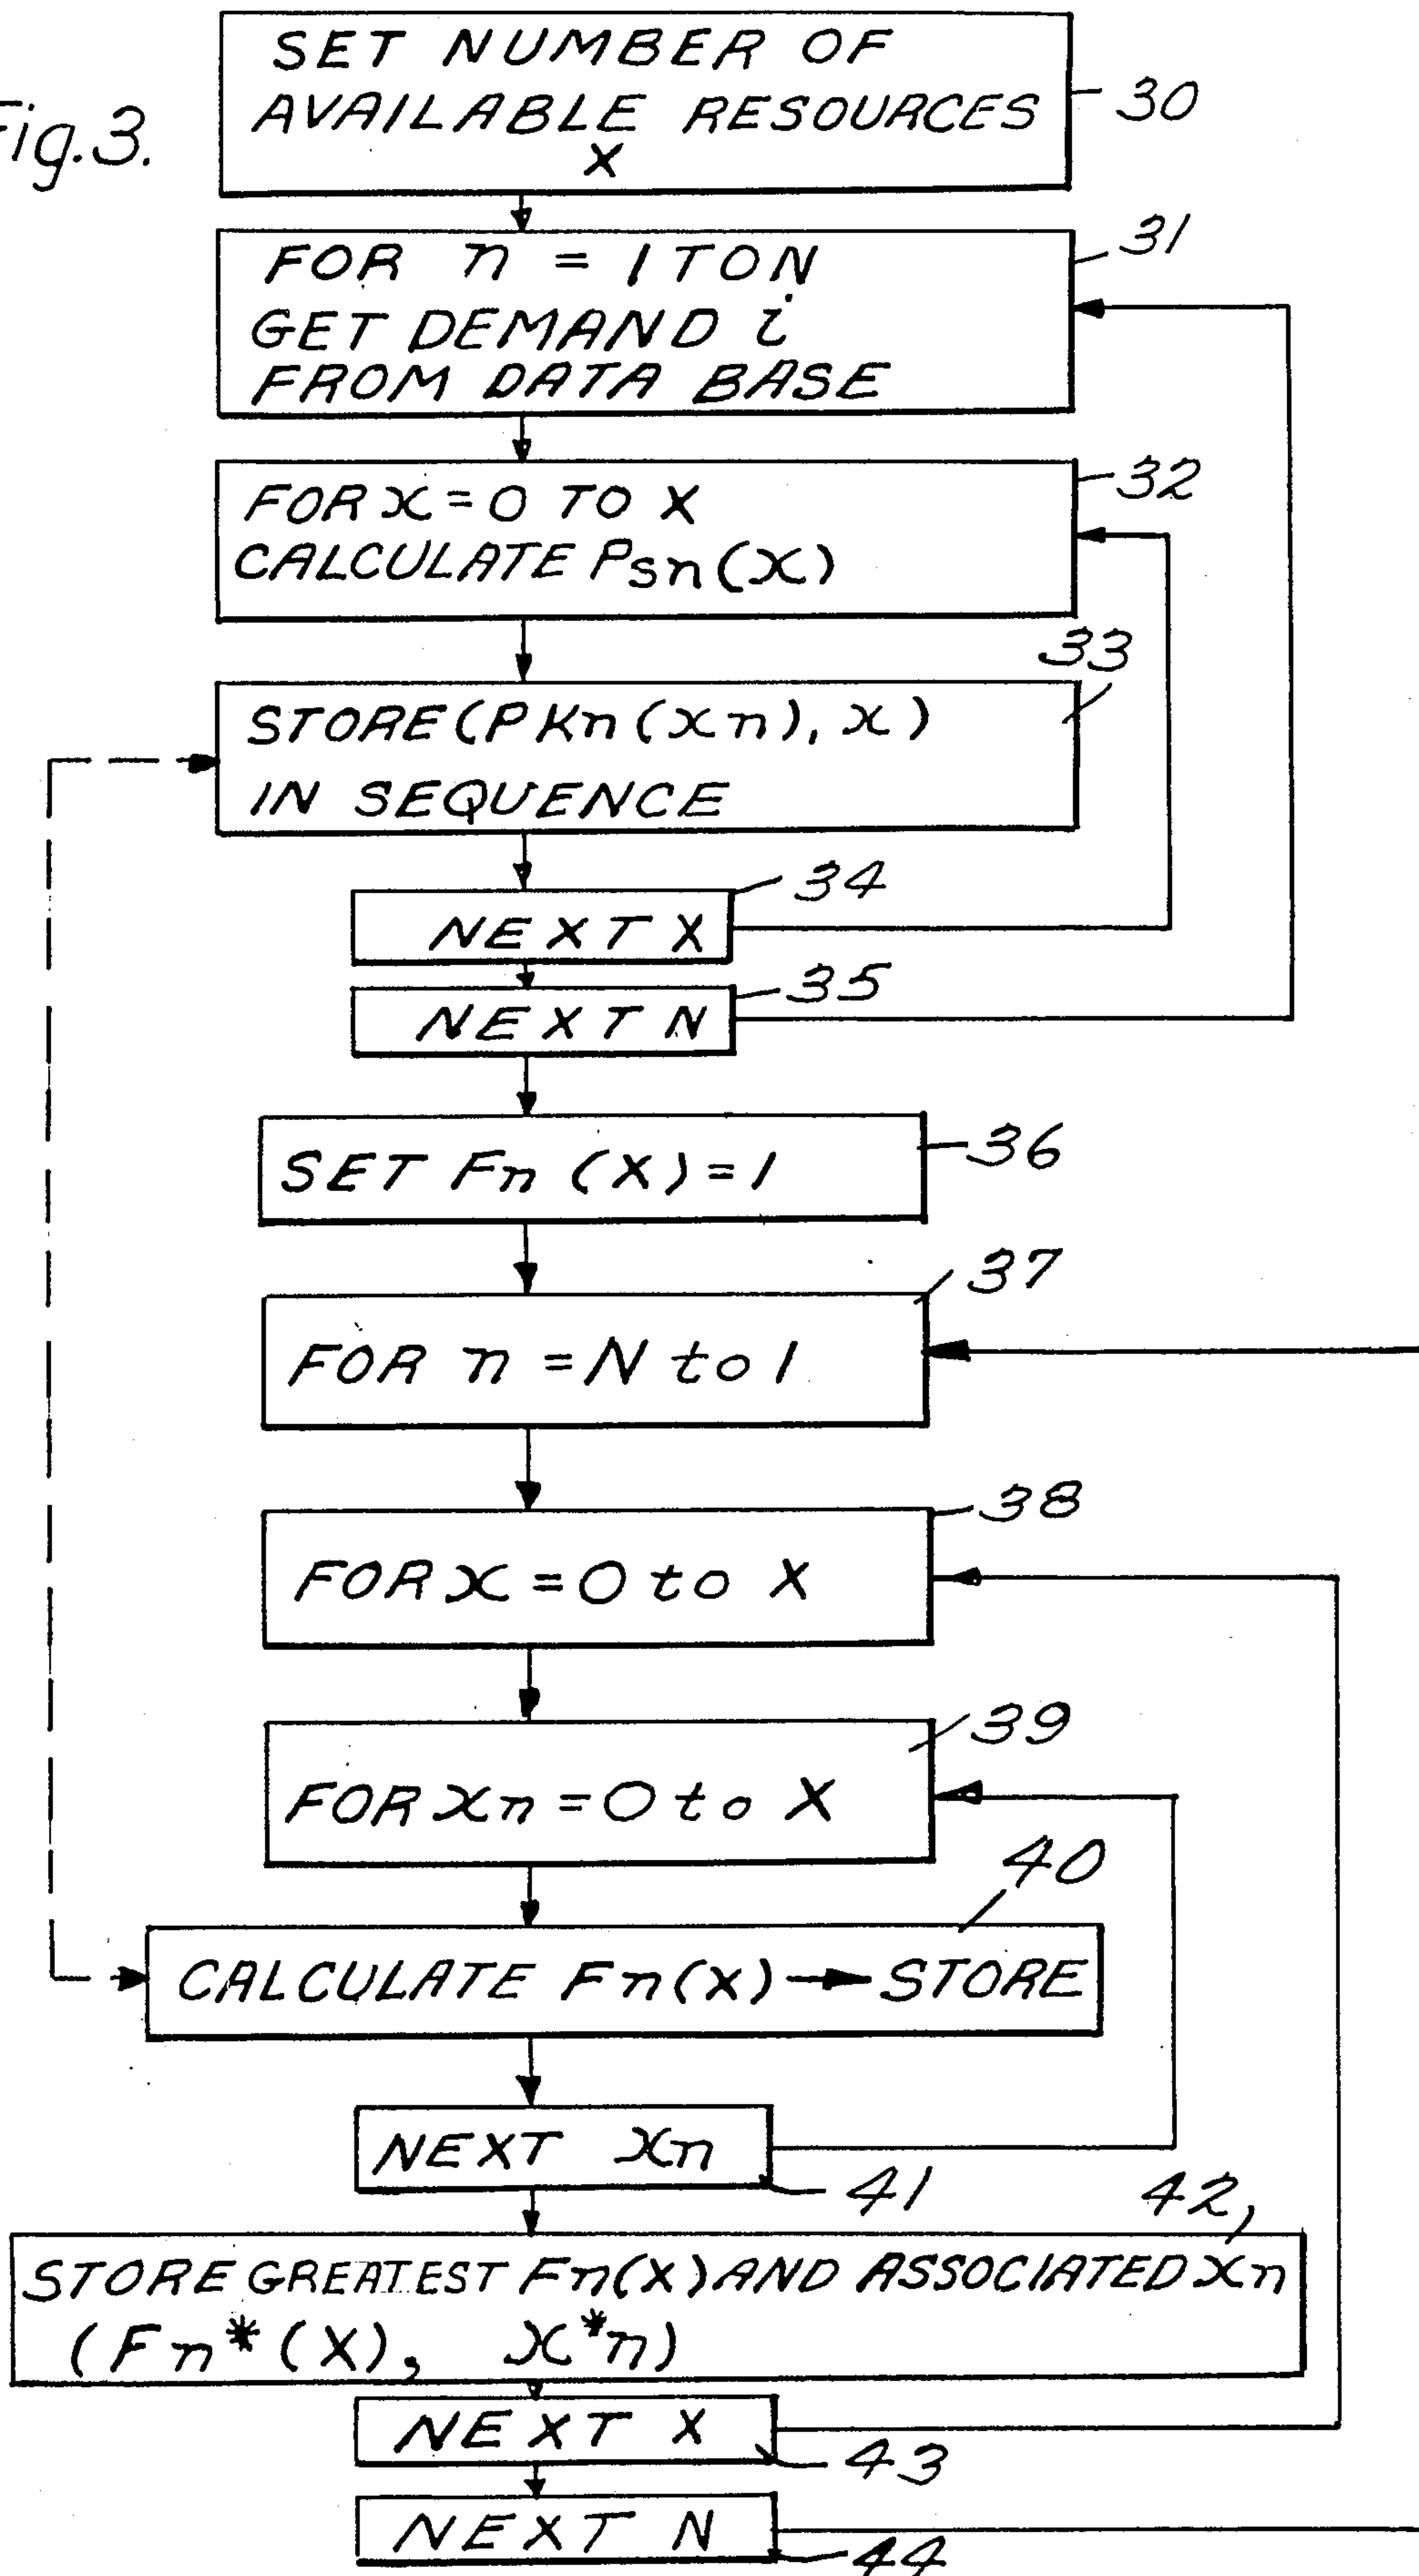 Fig.3.
SET NUMBER OF
AVAILABLE RESOURCES
X
30
FOR n = 1 TO N
GET DEMAND i
FROM DATA BASE
31
FOR x = 0 TO X
CALCULATE Psn(x)
32
STORE (PKn(xn), x)
IN SEQUENCE
33
NEXT X
34
NEXT N
35
SET Fn (X) = 1
36
FOR n = N to 1
37
FOR x = 0 to X
38
FOR xn = 0 to X
39
CALCULATE Fn(X) → STORE
40
NEXT xn
41
STORE GREATEST Fn(X) AND ASSOCIATED xn
(Fn*(X), x*n)
42
NEXT X
43
NEXT N
44